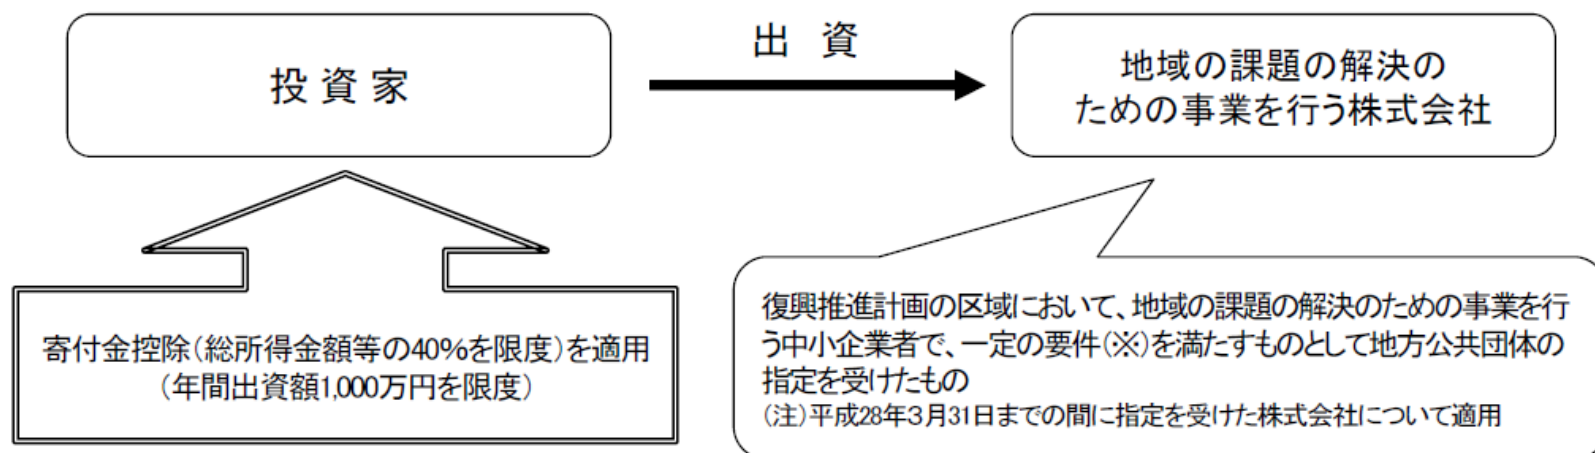 投資家
出 資
地域の課題の解決の
ための事業を行う株式会社
寄付金控除(総所得金額等の40%を限度)を適用
(年間出資額1,000万円を限度)
復興推進計画の区域において、地域の課題の解決のための事業を行
う中小企業者で、一定の要件(※)を満たすものとして地方公共団体の
指定を受けたもの
(注)平成28年3月31日までの間に指定を受けた株式会社について適用